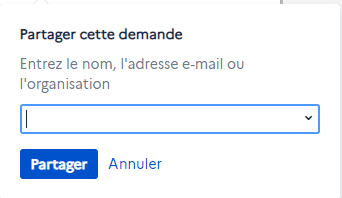 Partager cette demande
Entrez le nom, l'adresse e-mail ou
l'organisation
Partager Annuler